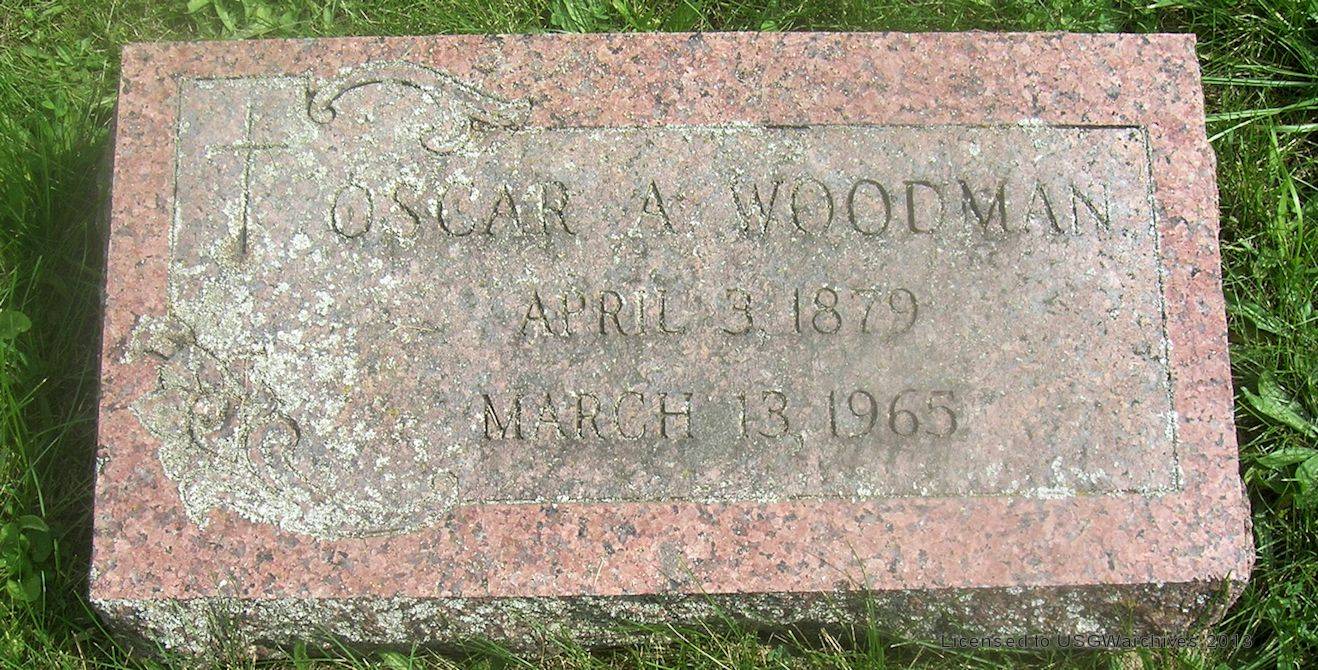 OSCAR A WOODMAN
APRIL 3, 1879
MARCH 13, 1965
Licensed to USGWarchives 2013